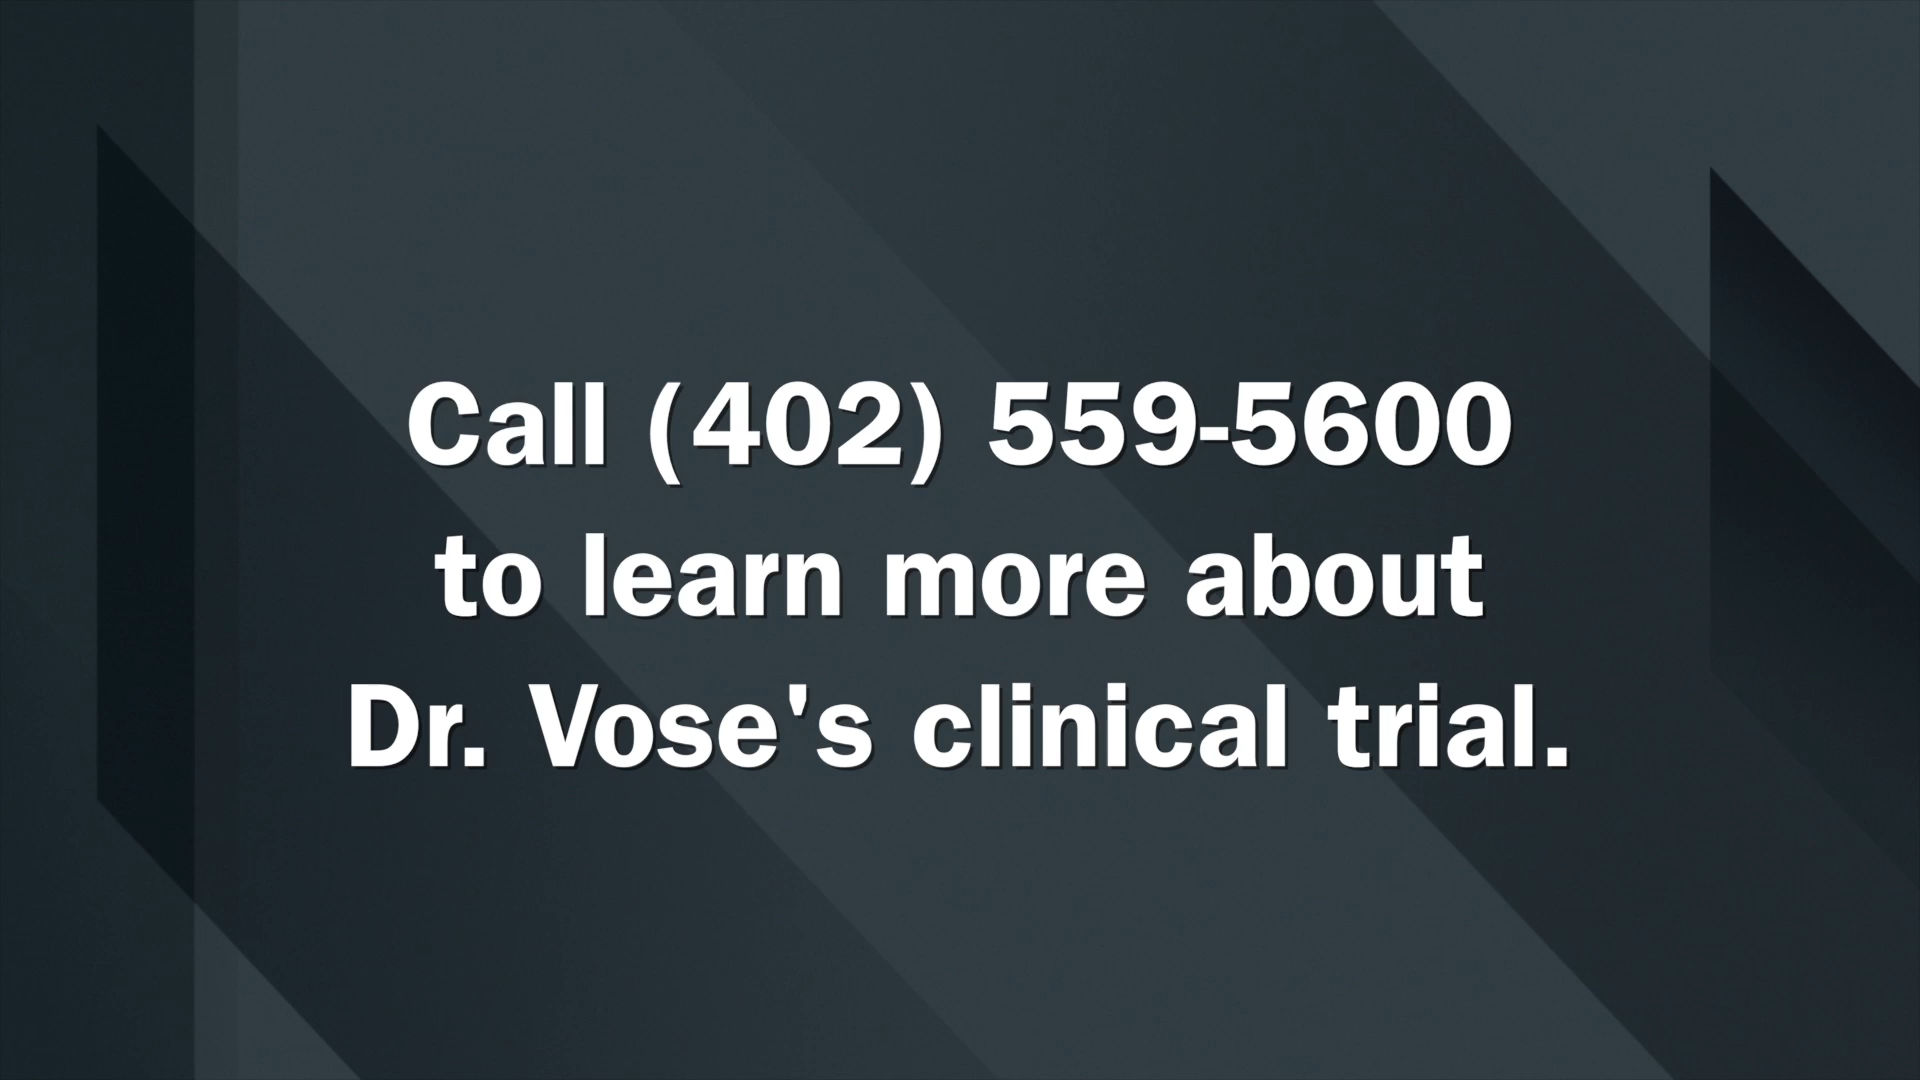 Call (402) 559-5600
to learn more about
Dr. Vose's clinical trial.